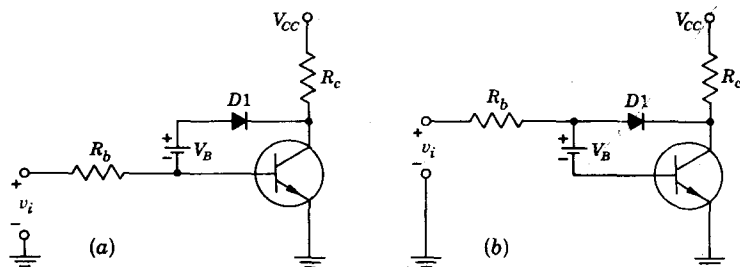 V_CC
R_c
D1
+
-
V_B
R_b
+
v_i
-
(a)
V_CC
R_c
R_b
D1
+
+
-
V_B
v_i
-
(b)